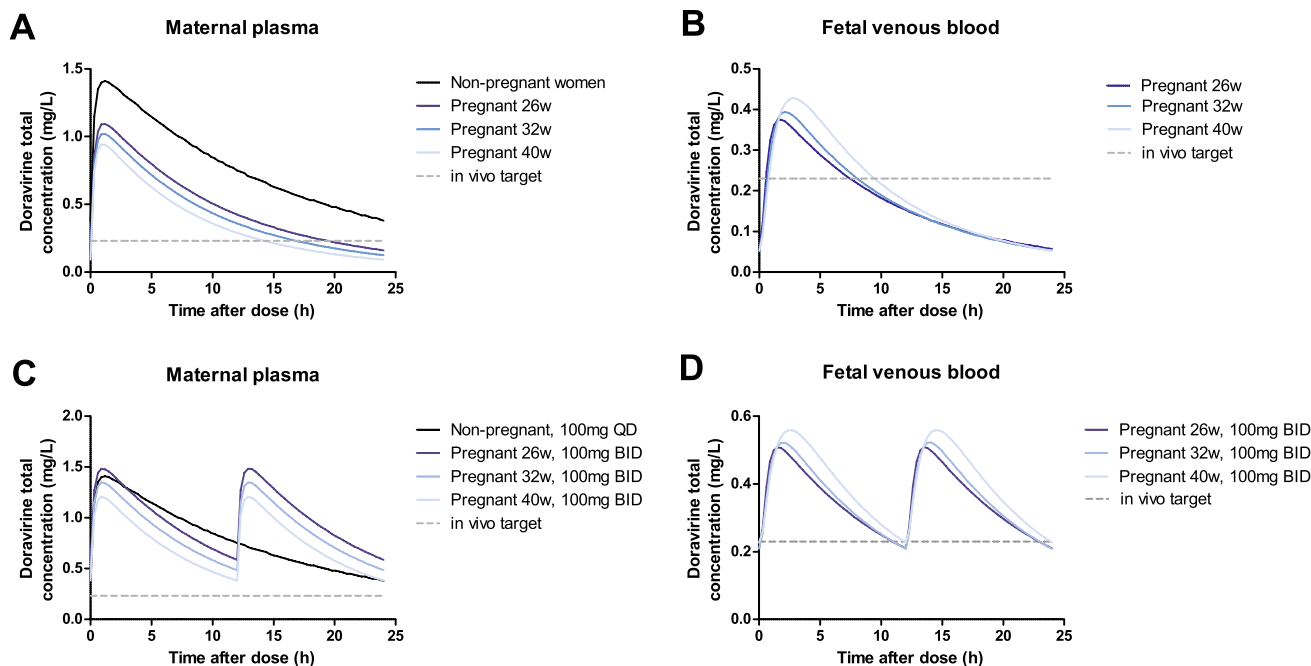 A
Maternal plasma
Doravirine total
concentration (mg/L)
1.5
1.0
0.5
0.0
0 5 10 15 20 25
Time after dose (h)
Non-pregnant women
Pregnant 26w
Pregnant 32w
Pregnant 40w
in vivo target
B
Fetal venous blood
Doravirine total
concentration (mg/L)
0.5
0.4
0.3
0.2
0.1
0.0
0 5 10 15 20 25
Time after dose (h)
Pregnant 26w
Pregnant 32w
Pregnant 40w
in vivo target
C
Maternal plasma
Doravirine total
concentration (mg/L)
2.0
1.5
1.0
0.5
0.0
0 5 10 15 20 25
Time after dose (h)
Non-pregnant, 100mg QD
Pregnant 26w, 100mg BID
Pregnant 32w, 100mg BID
Pregnant 40w, 100mg BID
in vivo target
D
Fetal venous blood
Doravirine total
concentration (mg/L)
0.6
0.4
0.2
0.0
0 5 10 15 20 25
Time after dose (h)
Pregnant 26w, 100mg BID
Pregnant 32w, 100mg BID
Pregnant 40w, 100mg BID
in vivo target